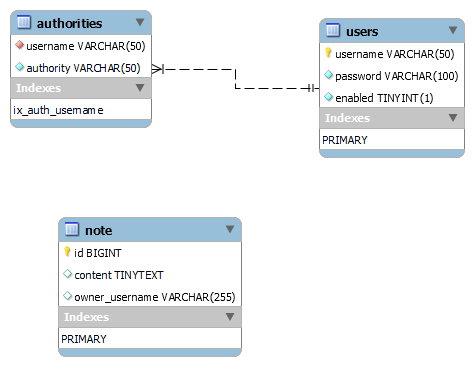 authorities
username VARCHAR(50)
authority VARCHAR(50)
Indexes
ix_auth_username
users
username VARCHAR(50)
password VARCHAR(100)
enabled TINYINT(1)
Indexes
PRIMARY
note
id BIGINT
content TINYTEXT
owner_username VARCHAR(255)
Indexes
PRIMARY